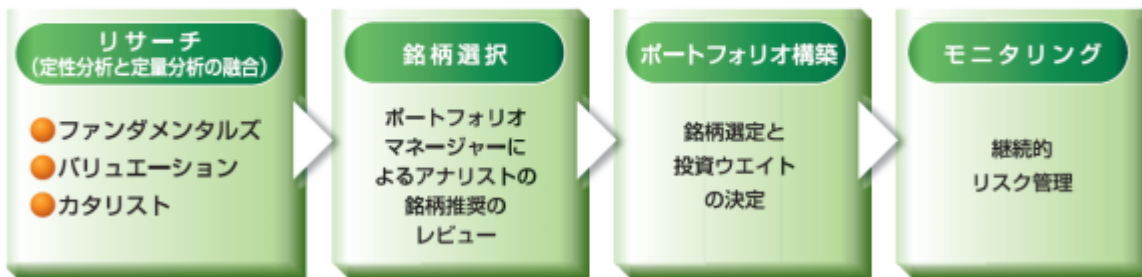 リサーチ
(定性分析と定量分析の融合)
ファンダメンタルズ
バリュエーション
カタリスト
銘柄選択
ポートフォリオ
マネージャーに
よるアナリストの
銘柄推奨の
レビュー
ポートフォリオ構築
銘柄選定と
投資ウエイト
の決定
モニタリング
継続的
リスク管理